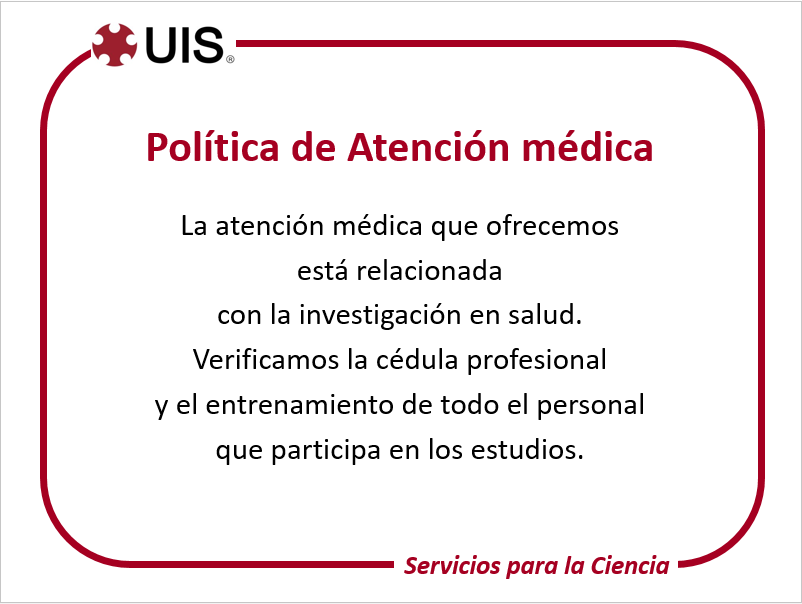 UIS®
Política de Atención médica
La atención médica que ofrecemos
está relacionada
con la investigación en salud.
Verificamos la cédula profesional
y el entrenamiento de todo el personal
que participa en los estudios.
Servicios para la Ciencia